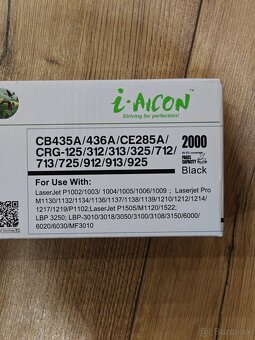 i-AICON
Striving for perfection!
CB435A/436A/CE285A/
CRG-125/312/313/325/712/
713/725/912/913/925
2000
PAGES
CAPACITY
Black
For Use With:
LaserJet P1002/1003/ 1004/1005/1006/1009 ; Laserjet Pro
M1130/1132/1134/1136/1137/1138/1139/1210/1212/1214
/1217/1219/P1102;LaserJet P1505/M1120/1522;
LBP 3250; LBP-3010/3018/3050/3100/3108/3150/6000/
6020/6030/MF3010